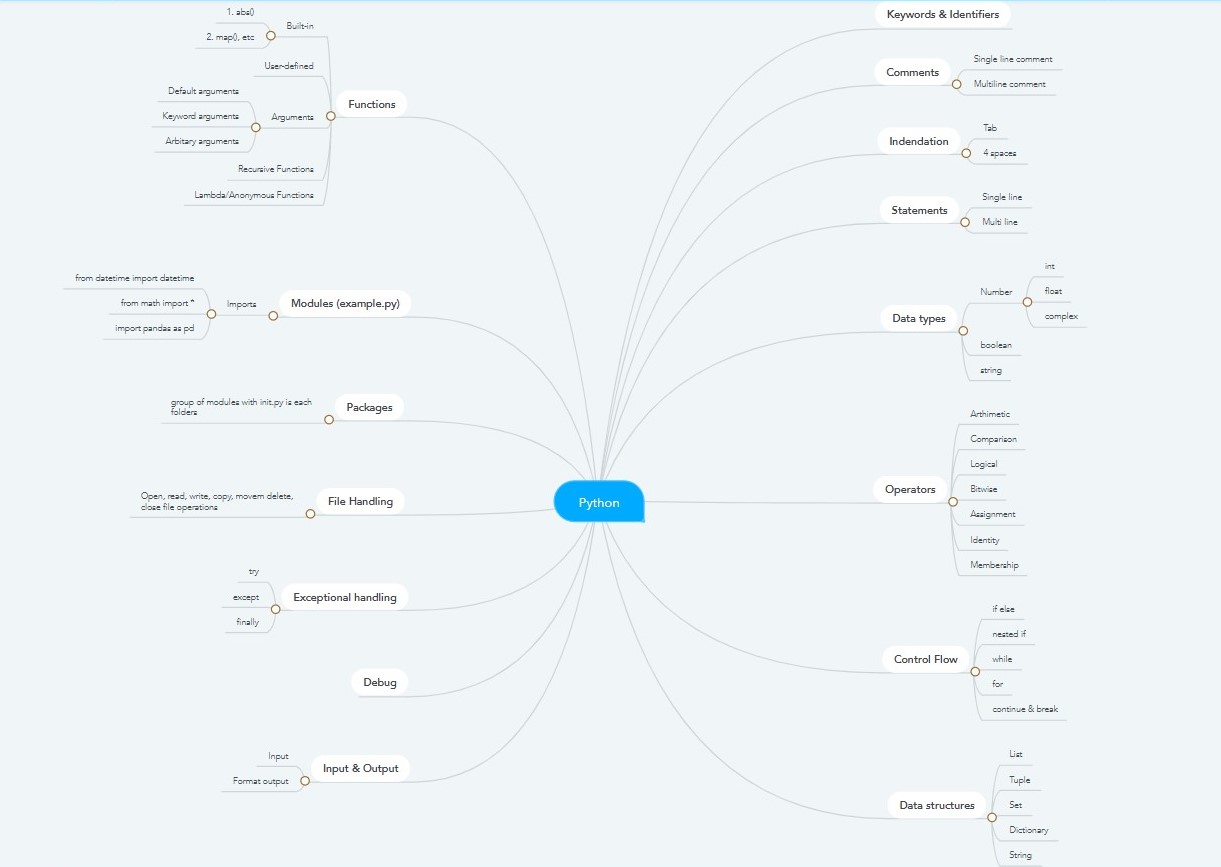 Python
Keywords & Identifiers
Comments
Single line comment
Multiline comment
Indendation
Tab
4 spaces
Statements
Single line
Multi line
Data types
Number
int
float
complex
boolean
string
Operators
Arthimetic
Comparison
Logical
Bitwise
Assignment
Identity
Membership
Control Flow
if else
nested if
while
for
continue & break
Data structures
List
Tuple
Set
Dictionary
String
Functions
Built-in
1. abs()
2. map(), etc
User-defined
Arguments
Default arguments
Keyword arguments
Arbitary arguments
Recursive Functions
Lambda/Anonymous Functions
Modules (example.py)
Imports
from datetime import datetime
from math import *
import pandas as pd
Packages
group of modules with init.py is each
folders
File Handling
Open, read, write, copy, movem delete,
close file operations
Exceptional handling
try
except
finally
Debug
Input & Output
Input
Format output